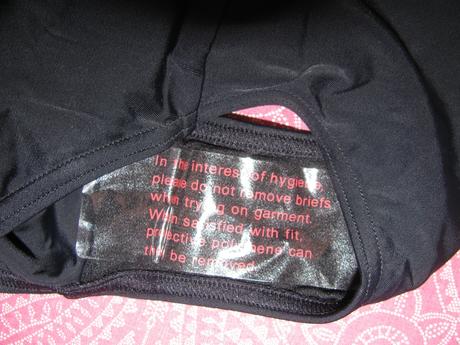 In the interest of hygiene,
please do not remove briefs
when trying on garment.
When satisfied with fit,
protective polythene can
then be removed.